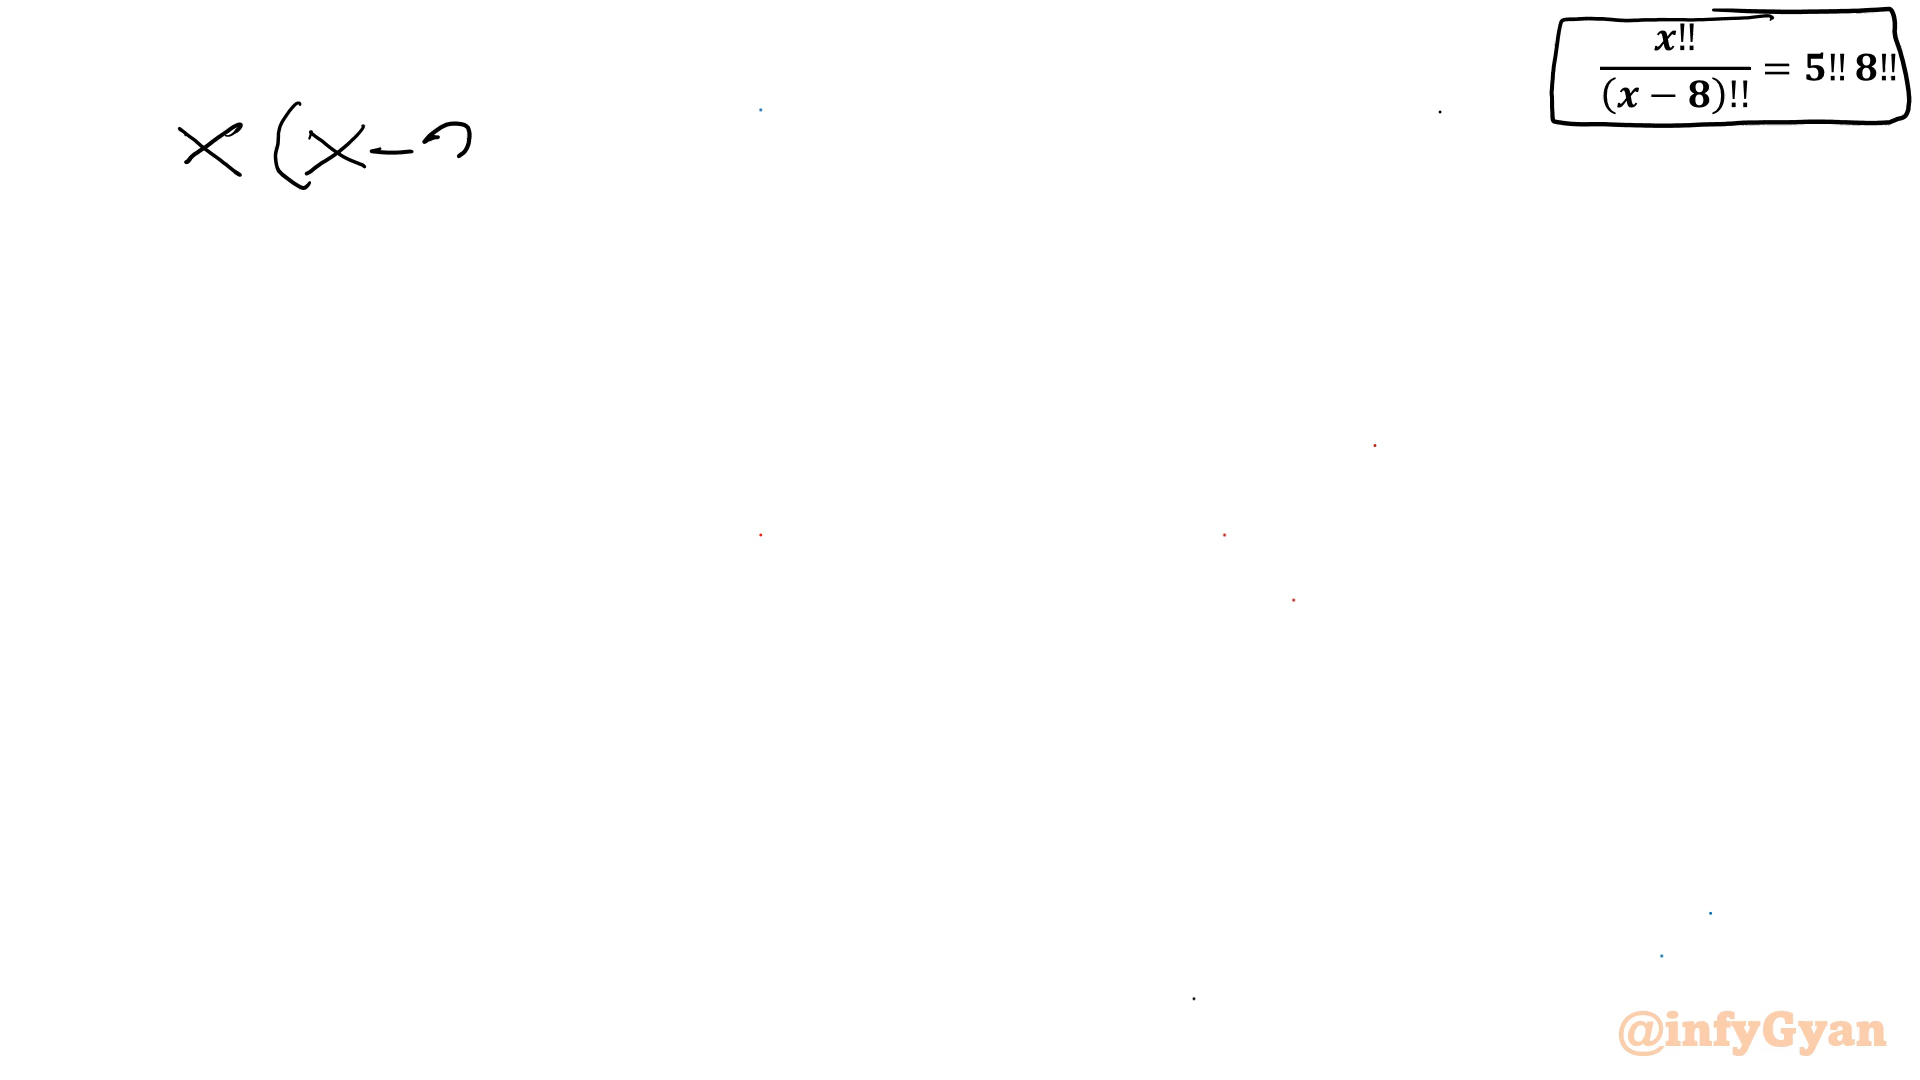 x!!
(x − 8)!! = 5!! 8!!
x (x −
@infyGyan